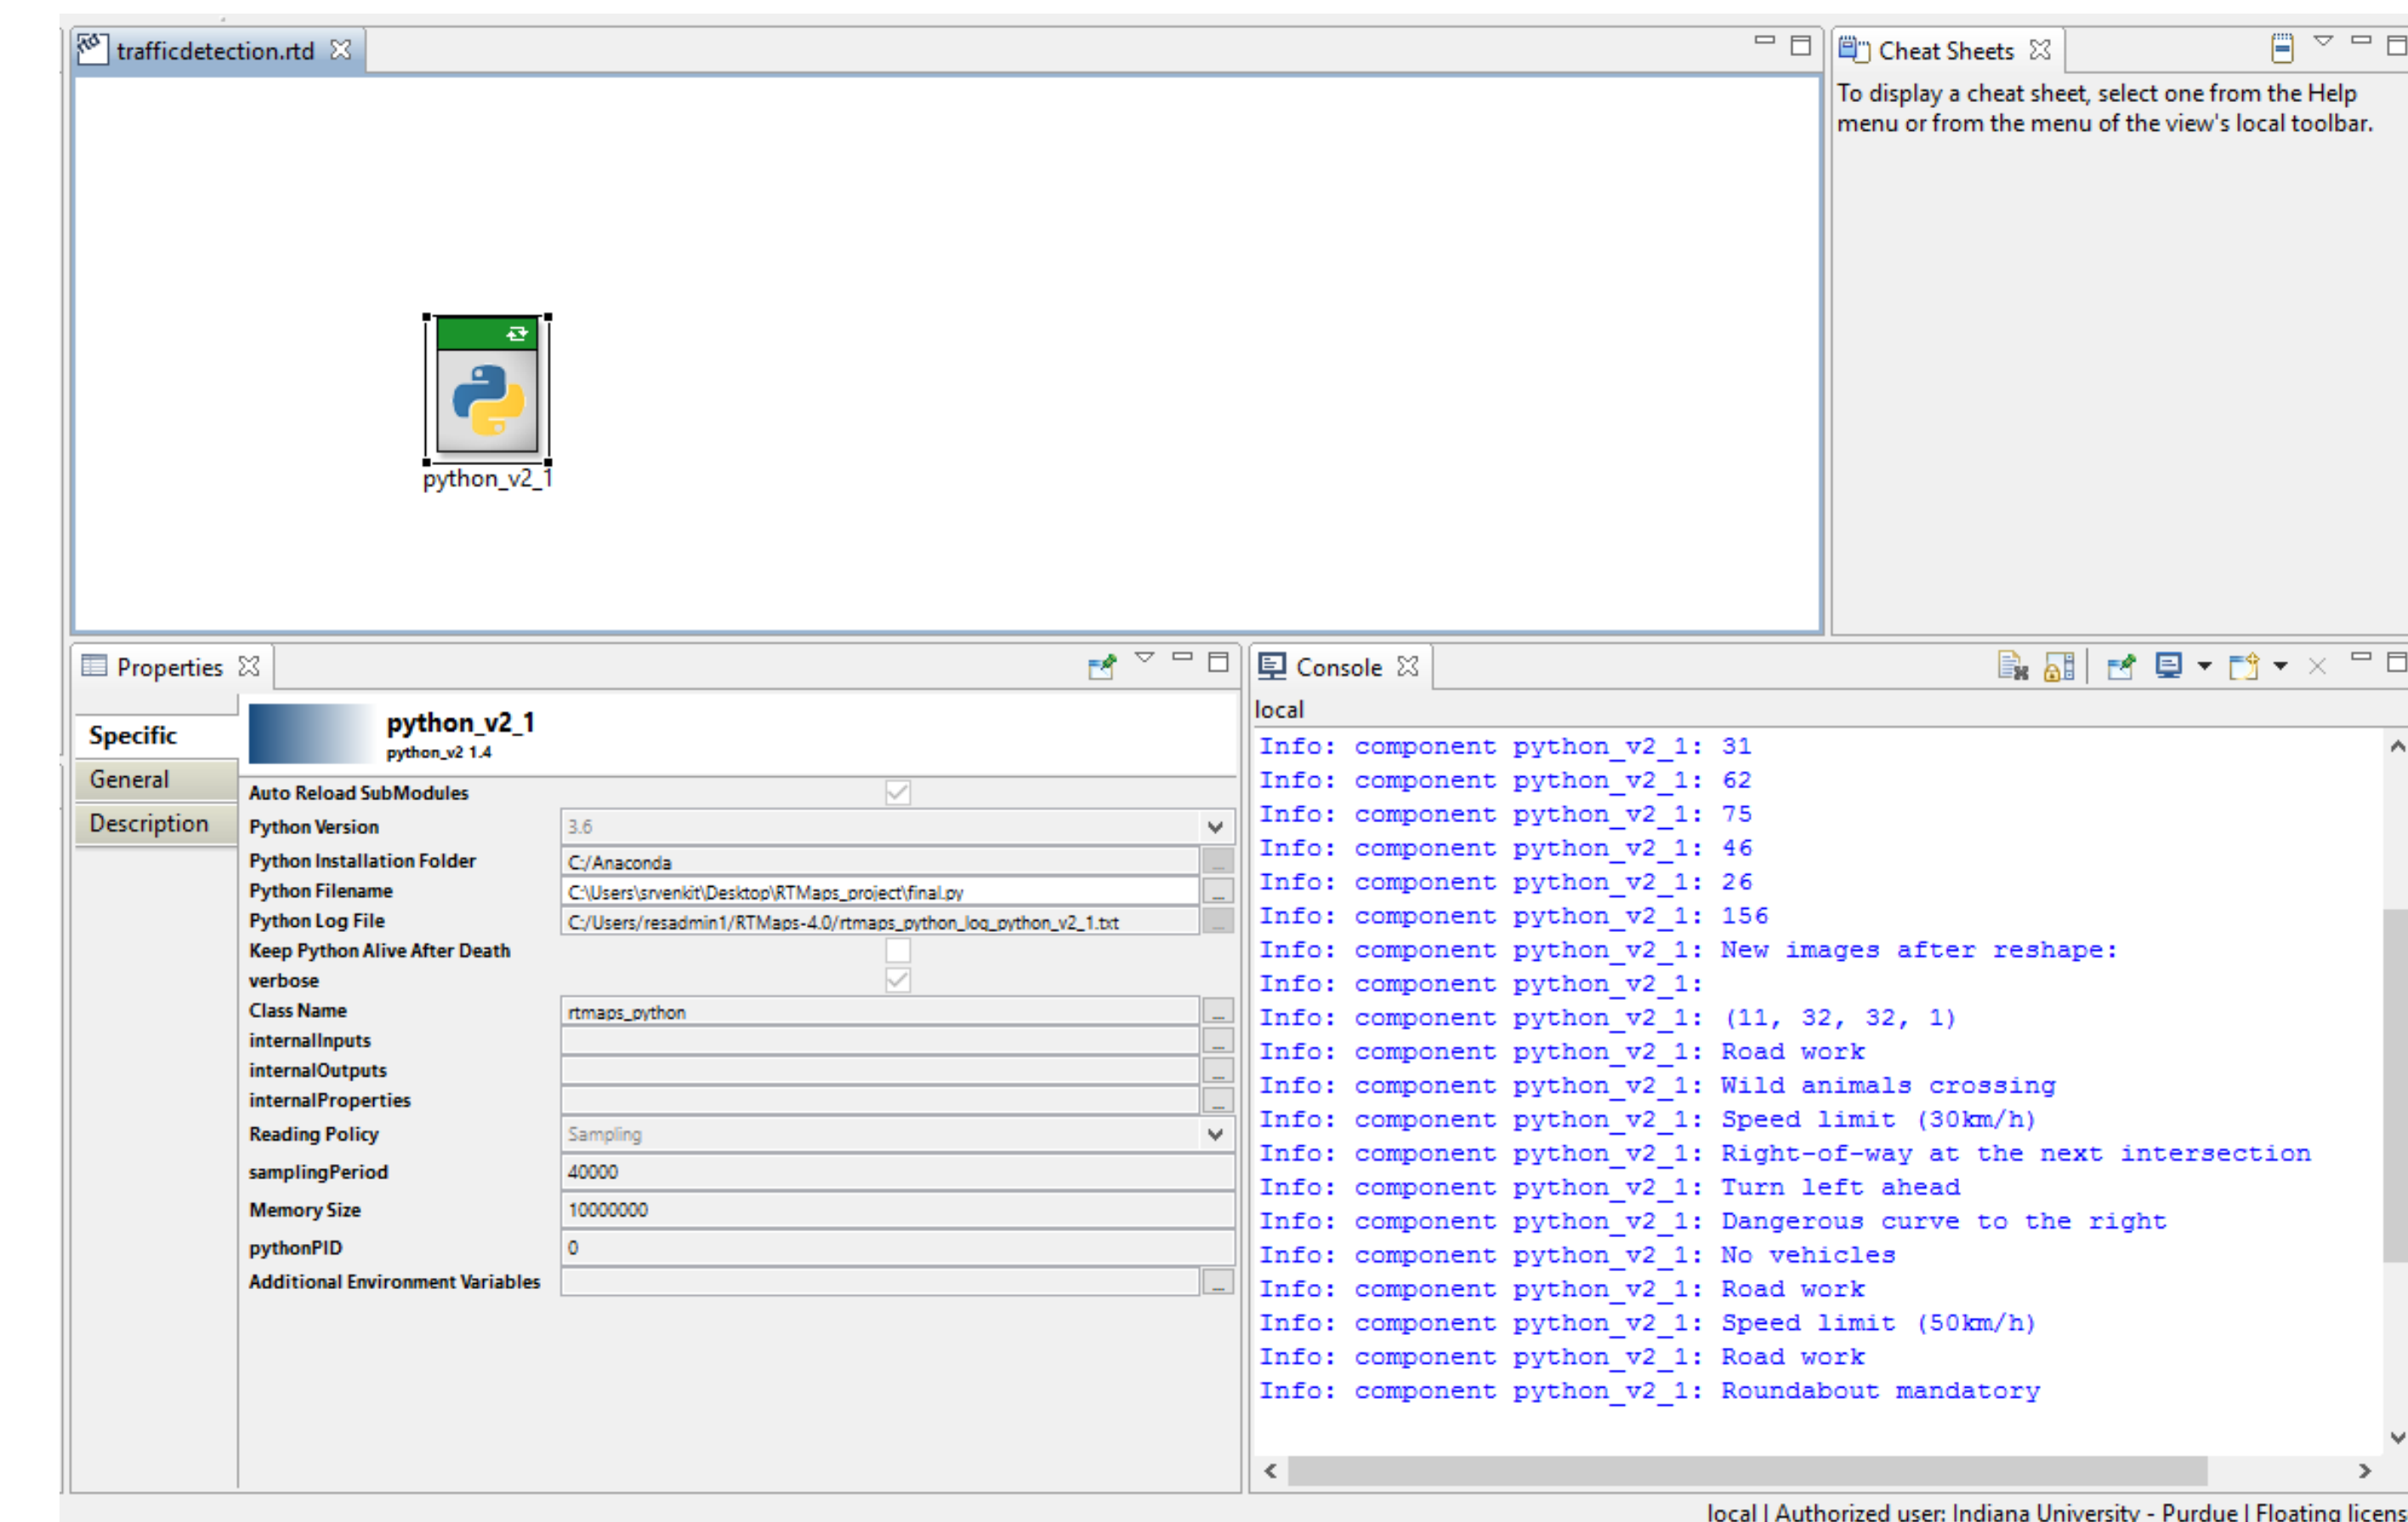 trafficdetection.rtd
Cheat Sheets
To display a cheat sheet, select one from the Help
menu or from the menu of the view's local toolbar.
python_v2_1
Properties
Specific
General
Description
python_v2_1
python_v2 1.4
Auto Reload SubModules
Python Version 3.6
Python Installation Folder C:/Anaconda
Python Filename C:\Users\srvenkit\Desktop\RTMaps_project\final.py
Python Log File C:/Users/resadmin1/RTMaps-4.0/rtmaps_python_log_python_v2_1.txt
Keep Python Alive After Death
verbose
Class Name rtmaps_python
internalInputs
internalOutputs
internalProperties
Reading Policy Sampling
samplingPeriod 40000
Memory Size 10000000
pythonPID 0
Additional Environment Variables
Console
local
Info: component python_v2_1: 31
Info: component python_v2_1: 62
Info: component python_v2_1: 75
Info: component python_v2_1: 46
Info: component python_v2_1: 26
Info: component python_v2_1: 156
Info: component python_v2_1: New images after reshape:
Info: component python_v2_1:
Info: component python_v2_1: (11, 32, 32, 1)
Info: component python_v2_1: Road work
Info: component python_v2_1: Wild animals crossing
Info: component python_v2_1: Speed limit (30km/h)
Info: component python_v2_1: Right-of-way at the next intersection
Info: component python_v2_1: Turn left ahead
Info: component python_v2_1: Dangerous curve to the right
Info: component python_v2_1: No vehicles
Info: component python_v2_1: Road work
Info: component python_v2_1: Speed limit (50km/h)
Info: component python_v2_1: Road work
Info: component python_v2_1: Roundabout mandatory
local | Authorized user: Indiana University - Purdue | Floating licens